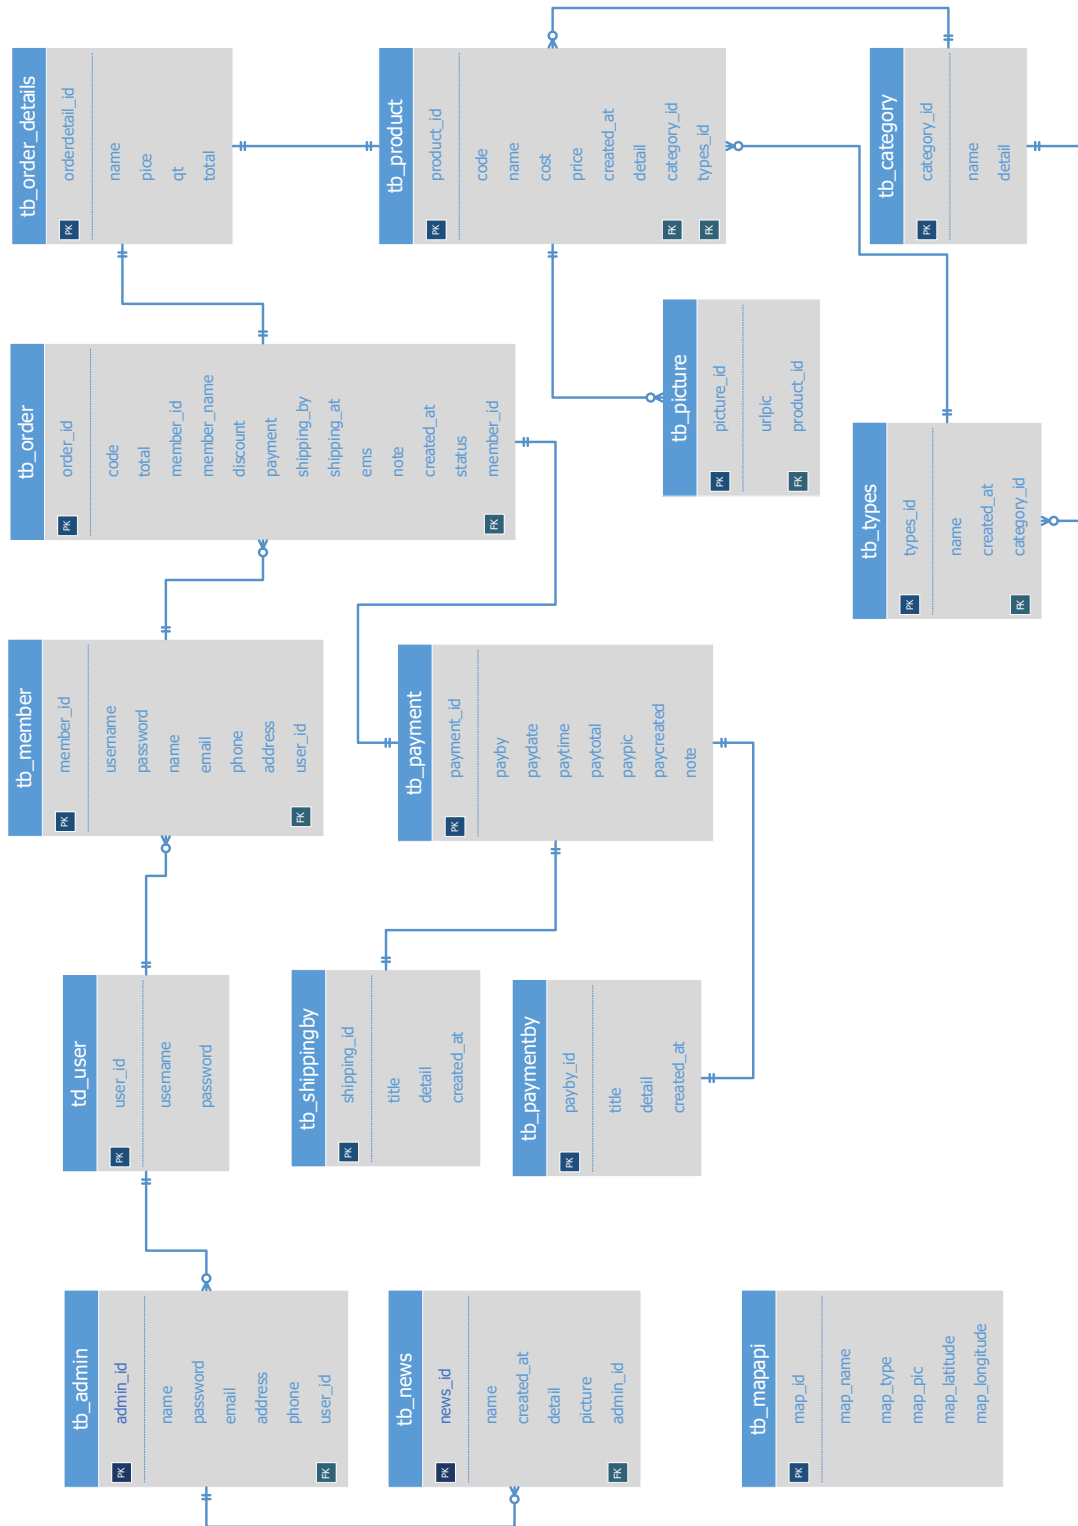 tb_admin
PK admin_id
name
password
email
address
phone
FK user_id
td_user
PK user_id
username
password
tb_member
PK member_id
username
password
name
email
phone
address
FK user_id
tb_order
PK order_id
code
total
member_id
member_name
discount
payment
shipping_by
shipping_at
ems
note
created_at
status
FK member_id
tb_order_details
PK orderdetail_id
name
pice
qt
total
tb_news
PK news_id
name
created_at
detail
picture
FK admin_id
tb_shippingby
PK shipping_id
title
detail
created_at
tb_payment
PK payment_id
payby
paydate
paytime
paytotal
paypic
paycreated
note
tb_product
PK product_id
code
name
cost
price
created_at
detail
FK category_id
FK types_id
tb_paymentby
PK payby_id
title
detail
created_at
tb_picture
PK picture_id
urlpic
FK product_id
tb_mapapi
PK map_id
map_name
map_type
map_pic
map_latitude
map_longitude
tb_types
PK types_id
name
created_at
FK category_id
tb_category
PK category_id
name
detail